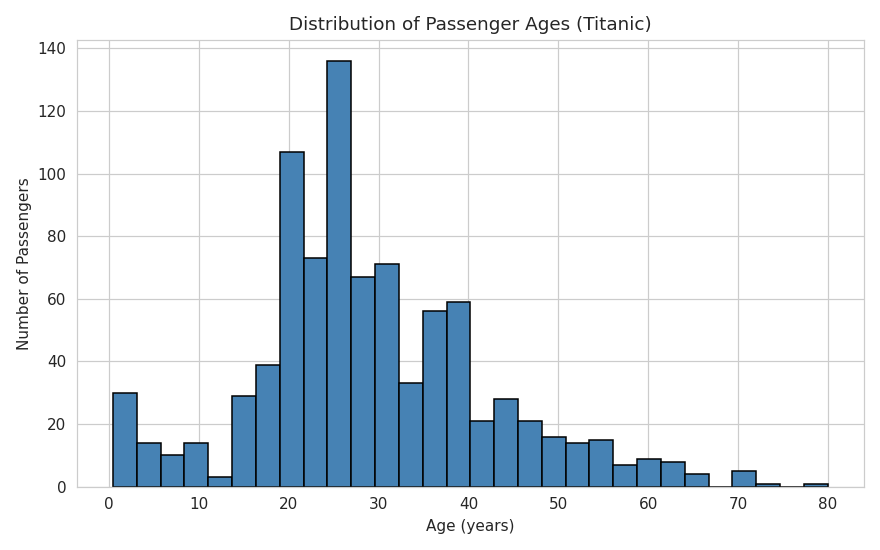 Distribution of Passenger Ages (Titanic)
140
120
100
80
60
40
20
0
Number of Passengers
0 10 20 30 40 50 60 70 80
Age (years)